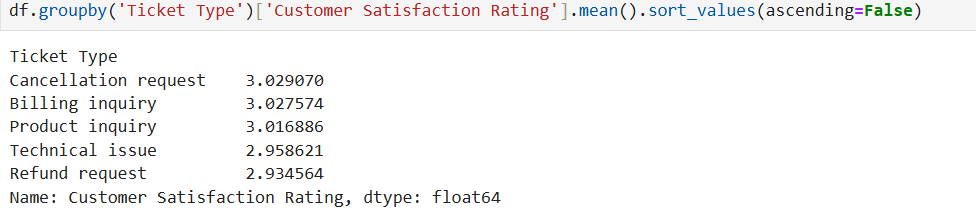 df.groupby('Ticket Type')['Customer Satisfaction Rating'].mean().sort_values(ascending=False)
Ticket Type
Cancellation request    3.029070
Billing inquiry         3.027574
Product inquiry         3.016886
Technical issue         2.958621
Refund request          2.934564
Name: Customer Satisfaction Rating, dtype: float64